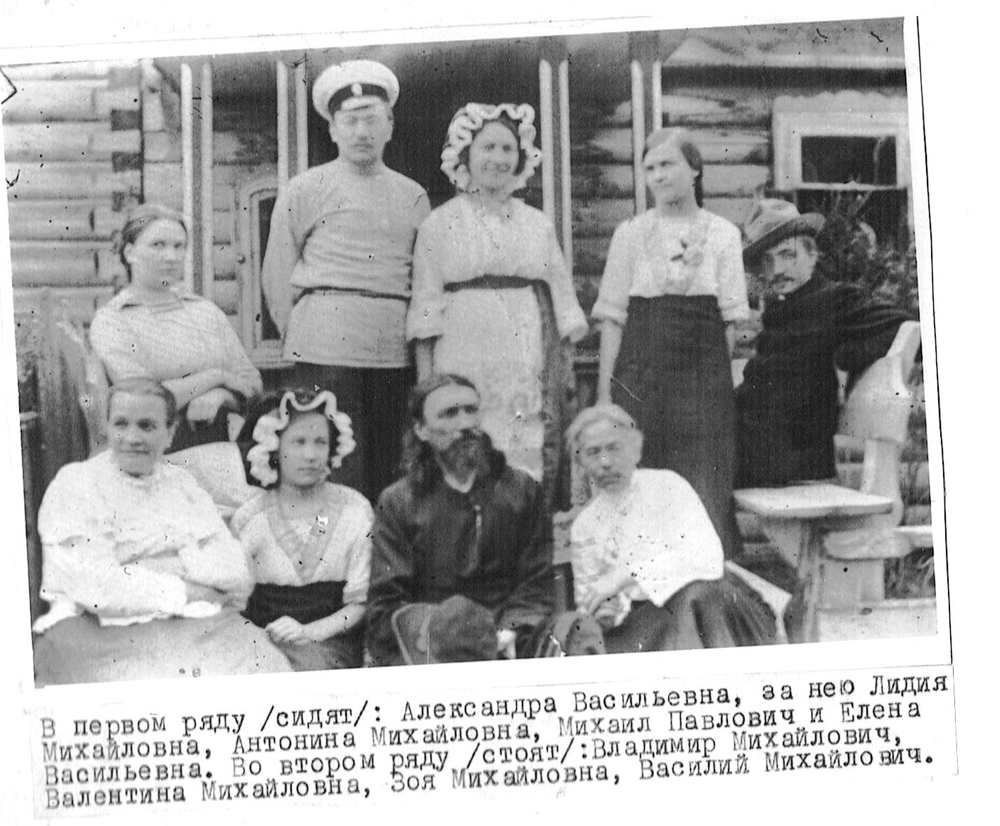 В первом ряду /сидят/: Александра Васильевна, за нею Лидия
Михайловна, Антонина Михайловна, Михаил Павлович и Елена
Васильевна. Во втором ряду /стоят/:Владимир Михайлович,
Валентина Михайловна, Зоя Михайловна, Василий Михайлович.